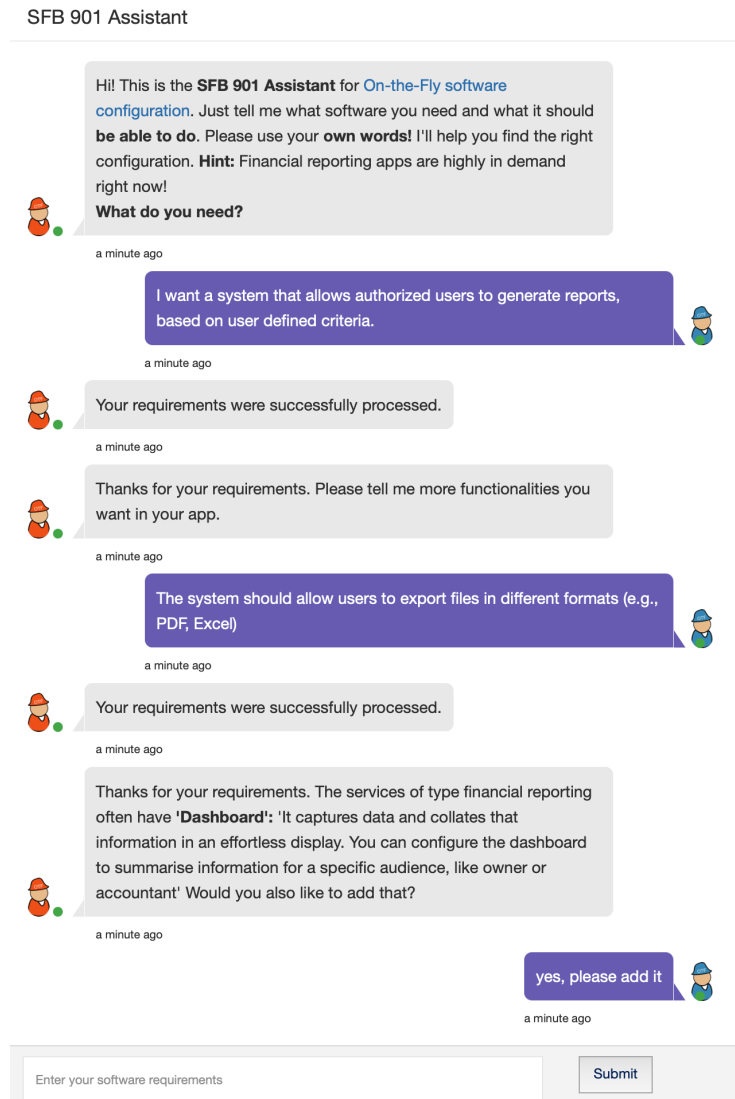 SFB 901 Assistant
Hi! This is the SFB 901 Assistant for On-the-Fly software
configuration. Just tell me what software you need and what it should
be able to do. Please use your own words! I'll help you find the right
configuration. Hint: Financial reporting apps are highly in demand
right now!
What do you need?
a minute ago
I want a system that allows authorized users to generate reports,
based on user defined criteria.
a minute ago
Your requirements were successfully processed.
a minute ago
Thanks for your requirements. Please tell me more functionalities you
want in your app.
a minute ago
The system should allow users to export files in different formats (e.g.,
PDF, Excel)
a minute ago
Your requirements were successfully processed.
a minute ago
Thanks for your requirements. The services of type financial reporting
often have 'Dashboard': 'It captures data and collates that
information in an effortless display. You can configure the dashboard
to summarise information for a specific audience, like owner or
accountant' Would you also like to add that?
a minute ago
yes, please add it
a minute ago
Enter your software requirements
Submit